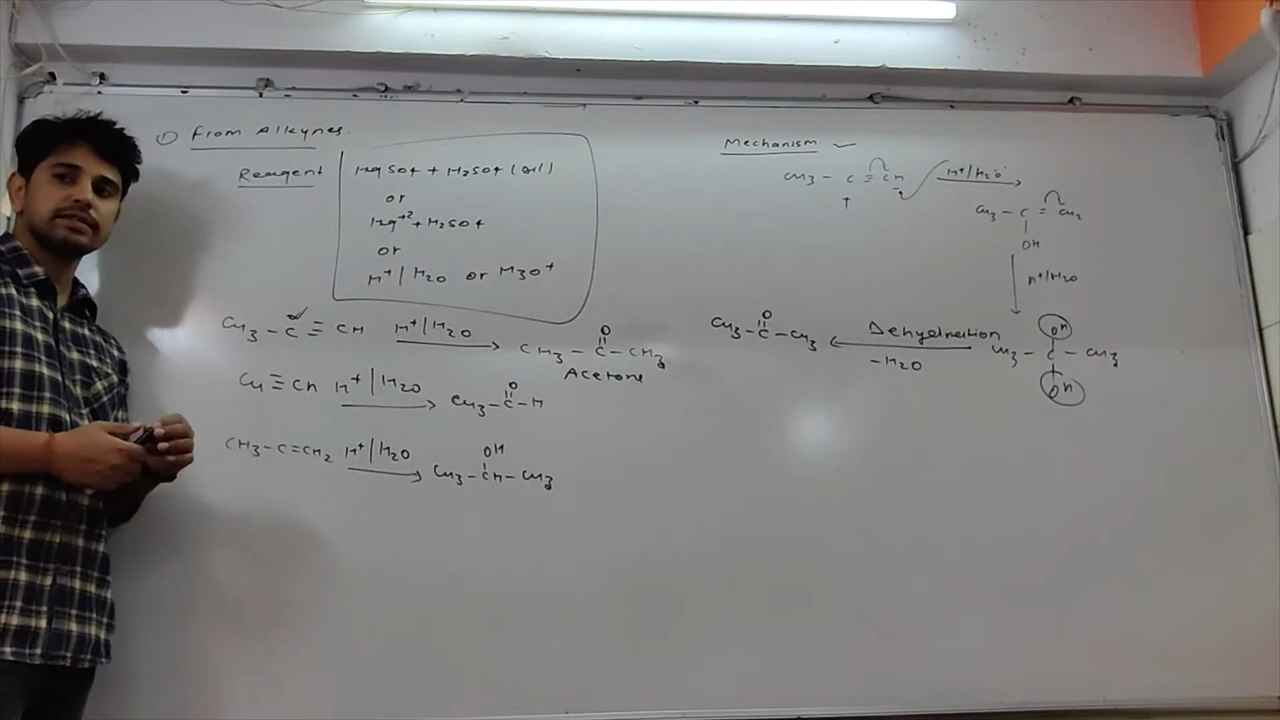 ① From Alkynes.
Reagent
HgSO4 + H2SO4 (dil)
or
Hg+2 + H2SO4
or
H+ / H2O or H3O+
CH3 - C ≡ CH H+ / H2O
O
CH3 - C - CH3
Acetone
CH ≡ CH H+ / H2O
O
CH3 - C - H
CH3 - C = CH2 H+ / H2O
OH
CH3 - CH - CH3
Mechanism
CH3 - C ≡ CH H+ / H2O
CH3 - C = CH2
OH
H+ / H2O
OH
CH3 - C - CH3
OH
Dehydration
-H2O
O
CH3 - C - CH3